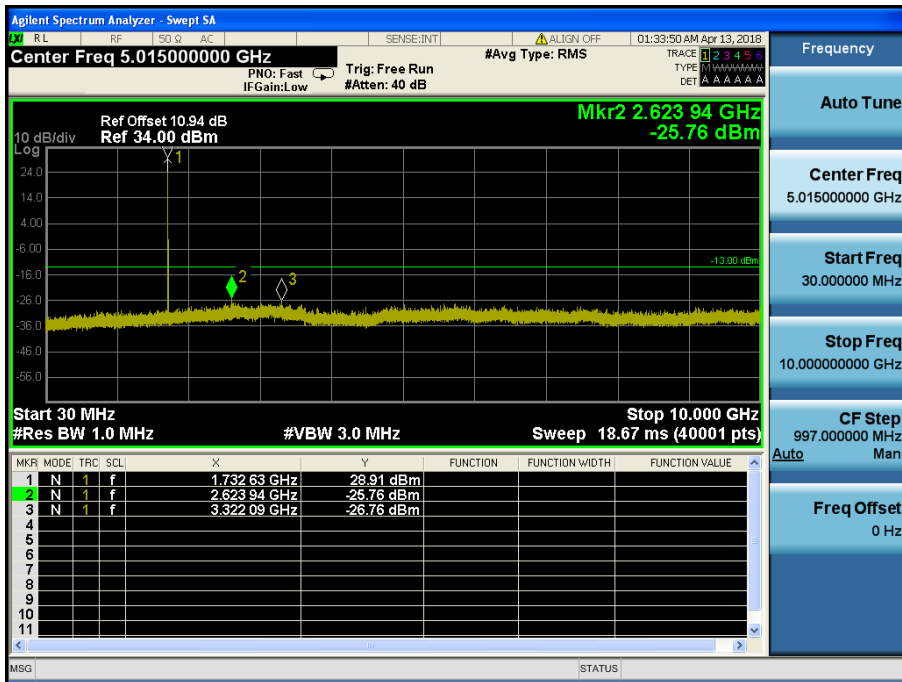 Agilent Spectrum Analyzer - Swept SA
LXI RL RF 50 Ω AC SENSE:INT ALIGN OFF 01:33:50 AM Apr 13, 2018
Center Freq 5.015000000 GHz
PNO: Fast
IFGain:Low
Trig: Free Run
#Atten: 40 dB
#Avg Type: RMS
TRACE 1 2 3 4 5 6
TYPE M WWWWW
DET A A A A A A
Mkr2 2.623 94 GHz
-25.76 dBm
10 dB/div
Log
Ref Offset 10.94 dB
Ref 34.00 dBm
1
24.0
14.0
4.00
-6.00
-13.00 dBm
-16.0
2
3
-26.0
-36.0
-46.0
-56.0
Start 30 MHz
Stop 10.000 GHz
#Res BW 1.0 MHz
#VBW 3.0 MHz
Sweep 18.67 ms (40001 pts)
MKR MODE TRC SCL X Y FUNCTION FUNCTION WIDTH FUNCTION VALUE
1 N 1 f 1.732 63 GHz 28.91 dBm
2 N 1 f 2.623 94 GHz -25.76 dBm
3 N 1 f 3.322 09 GHz -26.76 dBm
4
5
6
7
8
9
10
11
MSG
STATUS
Frequency
Auto Tune
Center Freq
5.015000000 GHz
Start Freq
30.000000 MHz
Stop Freq
10.000000000 GHz
CF Step
997.000000 MHz
Auto Man
Freq Offset
0 Hz